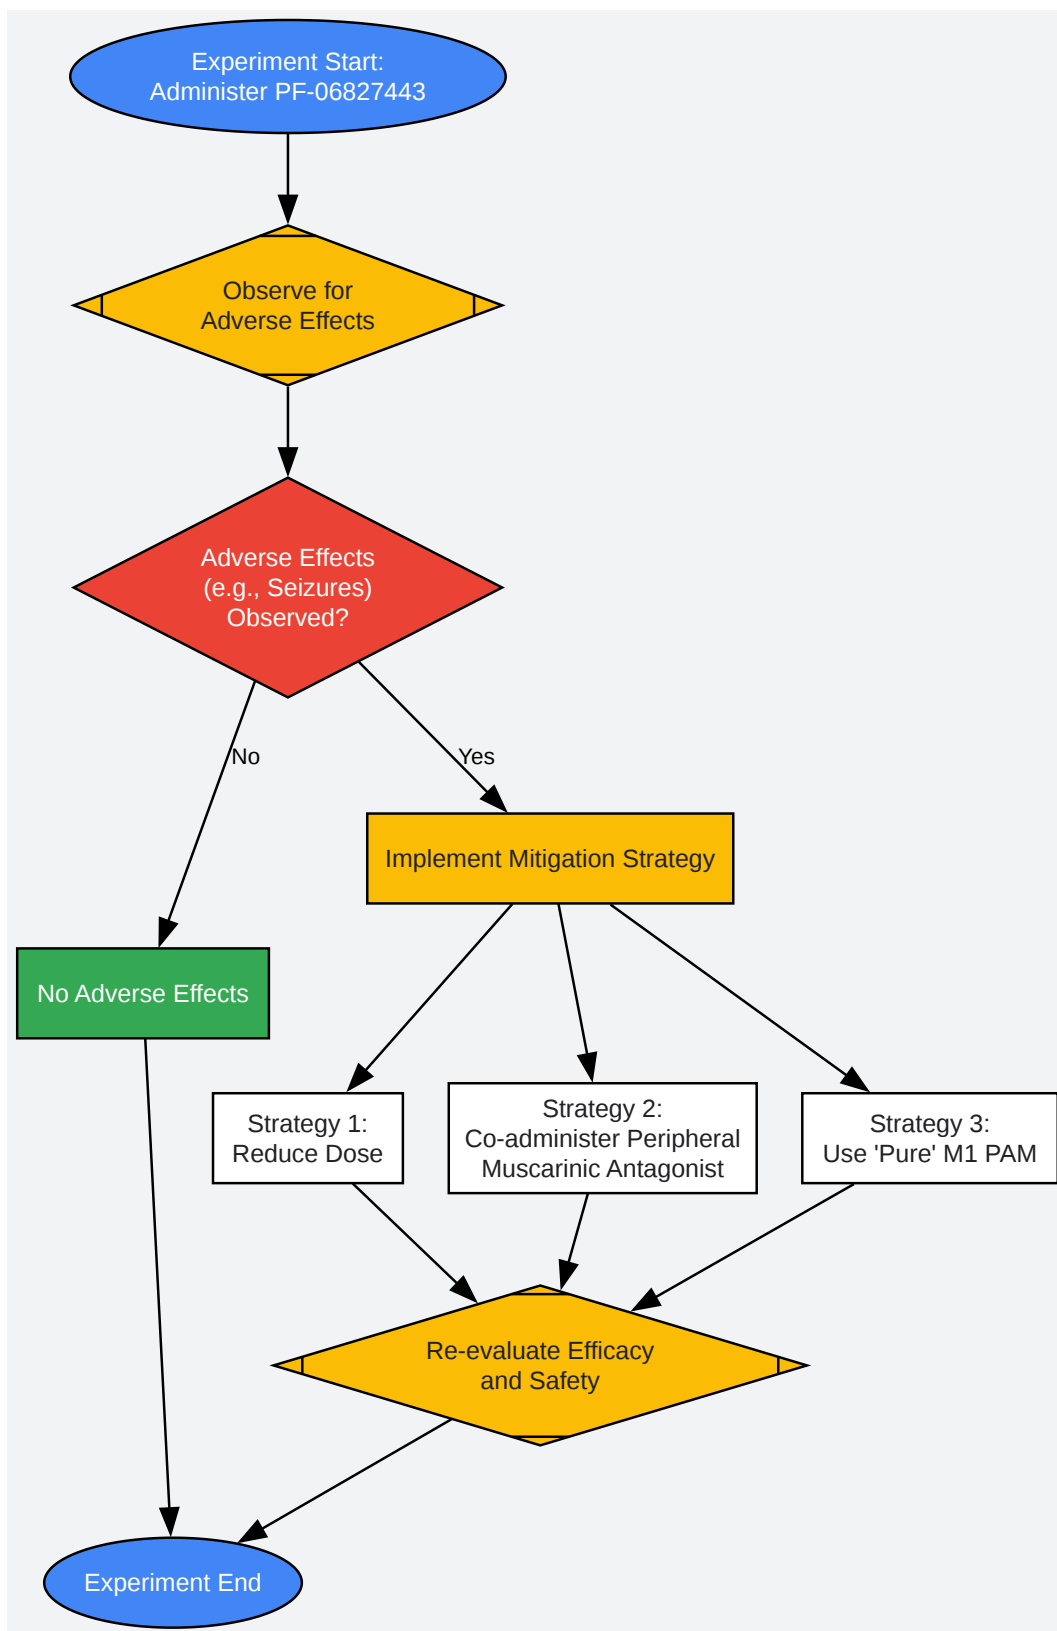 Experiment Start:
Administer PF-06827443
Observe for
Adverse Effects
Adverse Effects
(e.g., Seizures)
Observed?
No
Yes
Implement Mitigation Strategy
No Adverse Effects
Strategy 1:
Reduce Dose
Strategy 2:
Co-administer Peripheral
Muscarinic Antagonist
Strategy 3:
Use 'Pure' M1 PAM
Re-evaluate Efficacy
and Safety
Experiment End